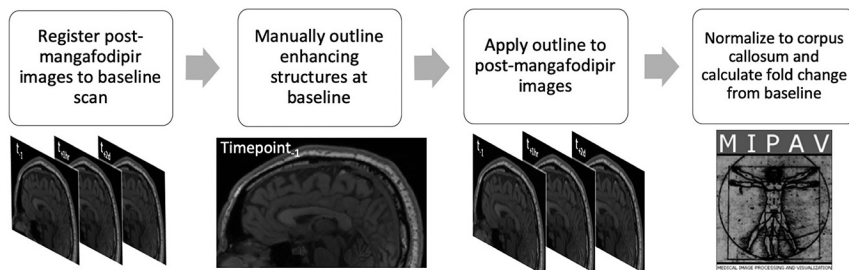 Register post-
mangafodipir
images to baseline
scan
Manually outline
enhancing
structures at
baseline
Apply outline to
post-mangafodipir
images
Normalize to corpus
callosum and
calculate fold change
from baseline
t-1
t+1hr
t+2d
Timepoint-1
t-1
t+1hr
t+2d
MIPAV
MEDICAL IMAGE PROCESSING AND VISUALIZATION